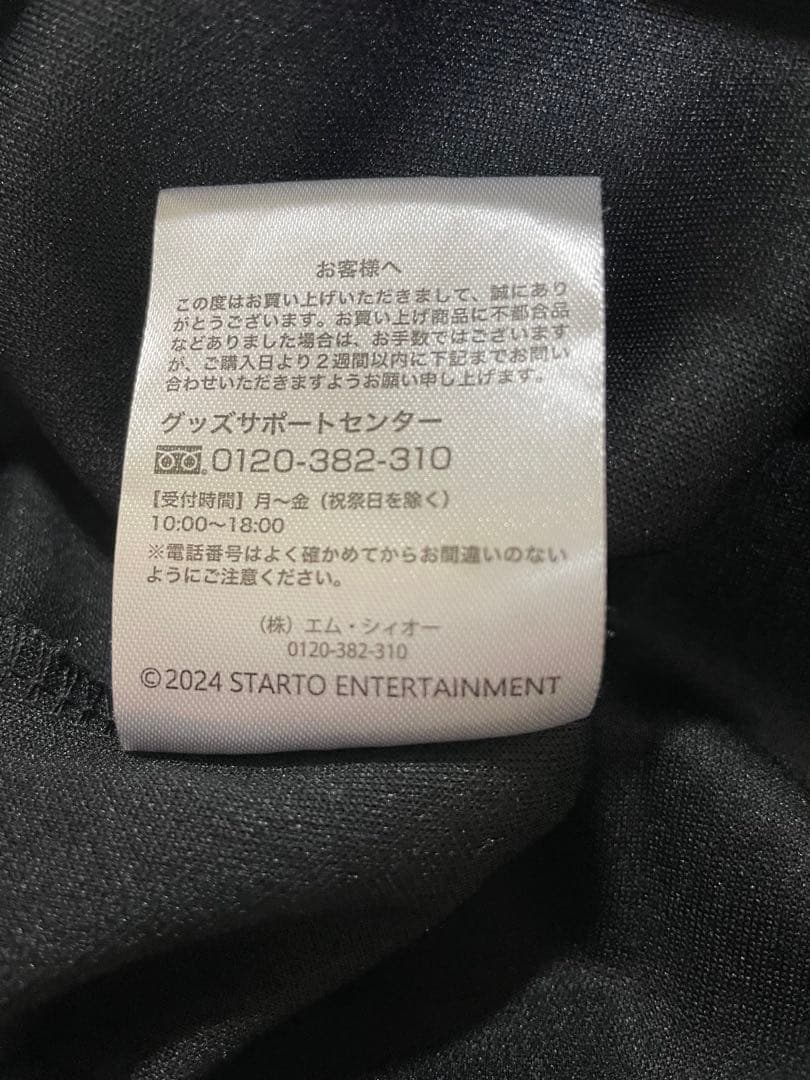 お客様へ
この度はお買い上げいただきまして、誠にあり
がとうございます。お買い上げ商品に不都合品
などありました場合は、お手数ではございます
が、ご購入日より2週間以内に下記までお問い
合わせいただきますようお願い申し上げます。
グッズサポートセンター
0120-382-310
［受付時間］月〜金（祝祭日を除く）
10:00〜18:00
※電話番号はよく確かめてからお間違いのない
ようにご注意ください。
（株）エム・シィオー
0120-382-310
©2024 STARTO ENTERTAINMENT